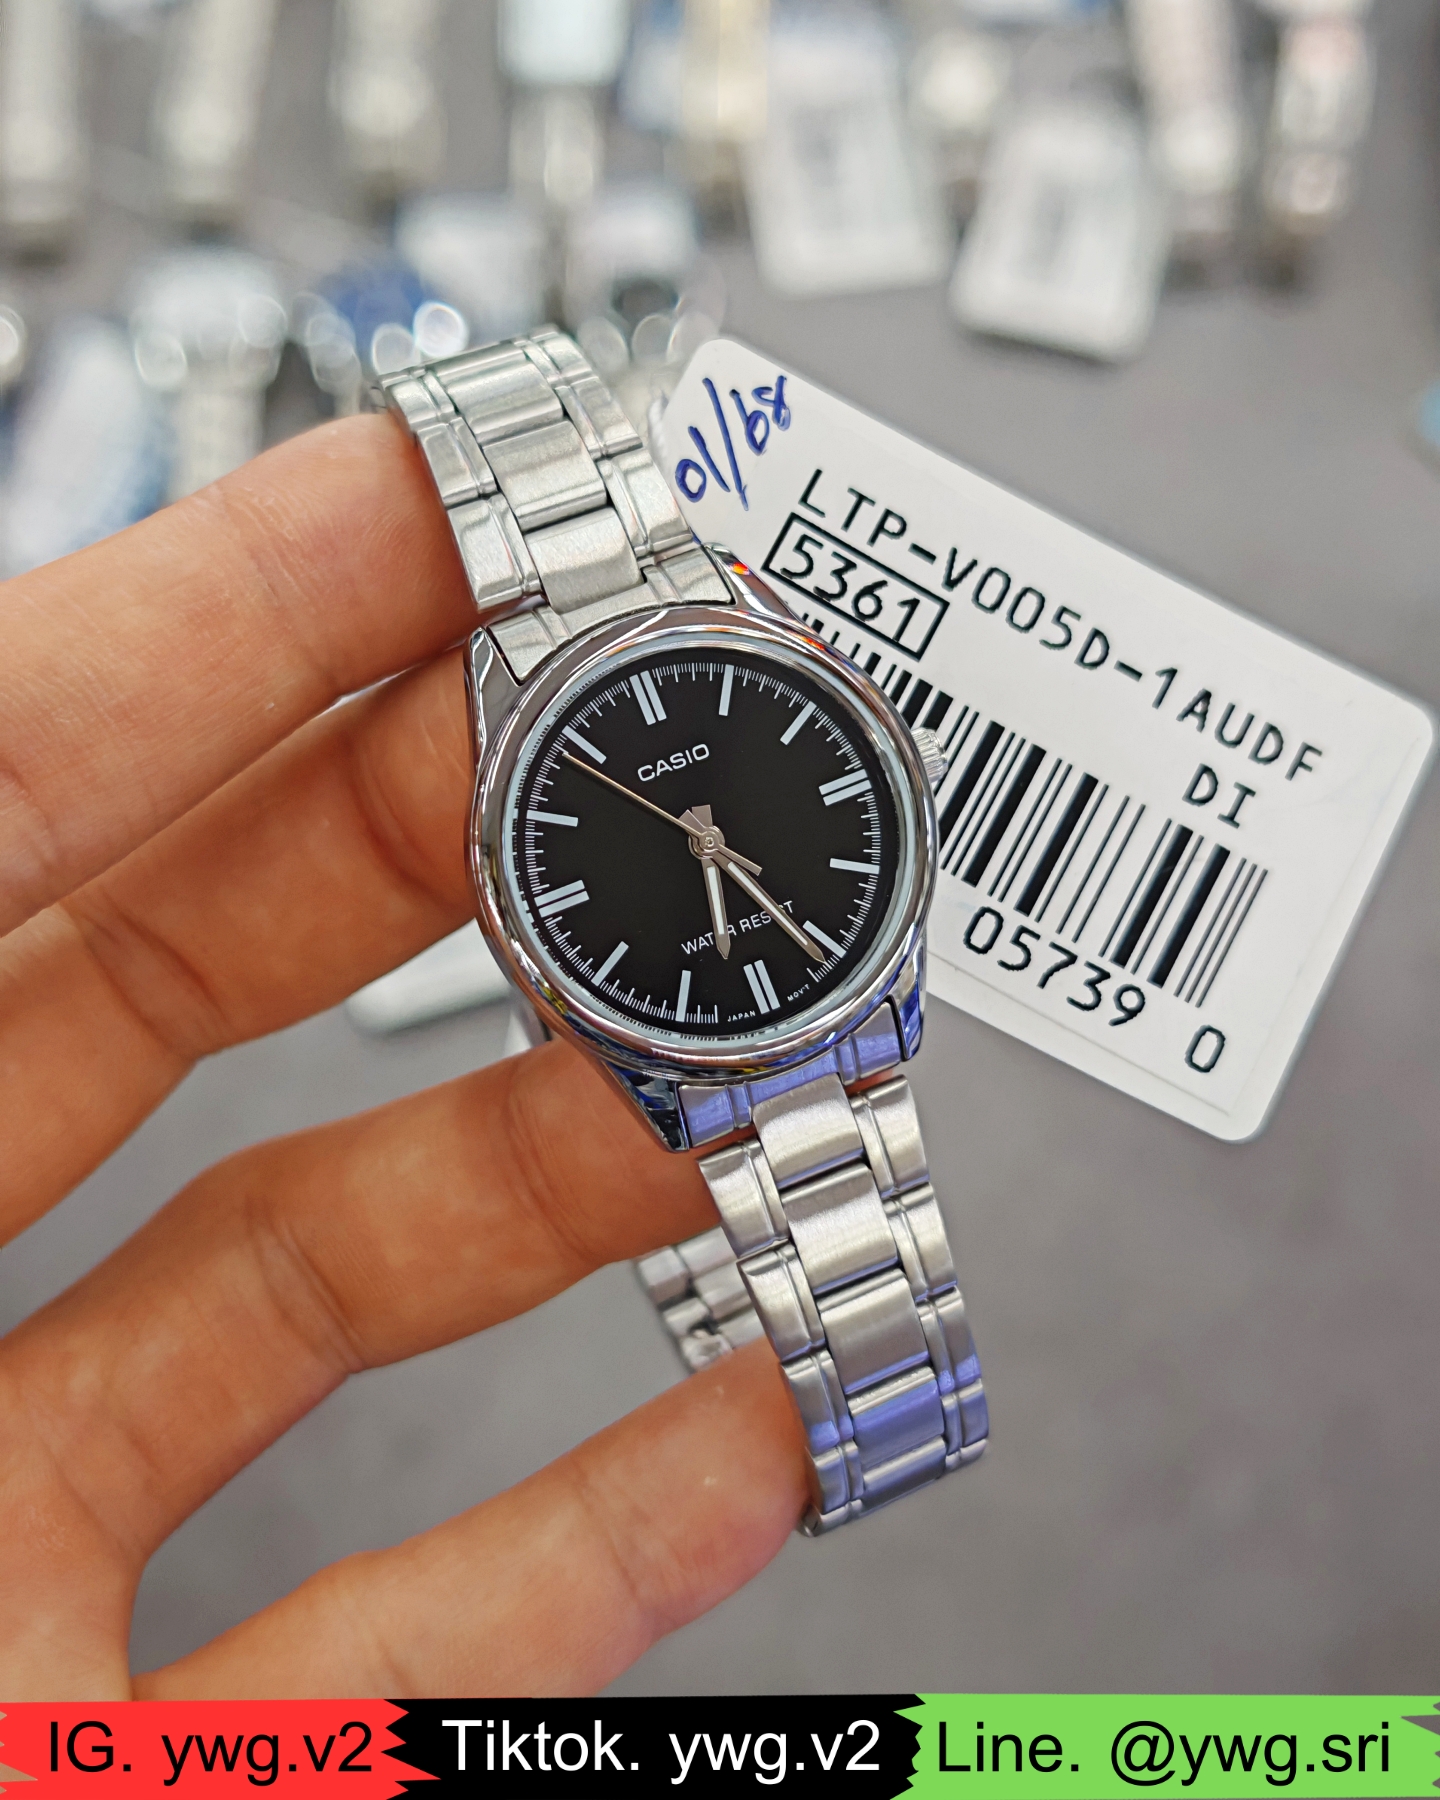 01/68
LTP-V005D-1AUDF
5361
DI
05739 0
CASIO
WATER RESIST
JAPAN MOV'T
IG. ywg.v2
Tiktok. ywg.v2
Line. @ywg.sri